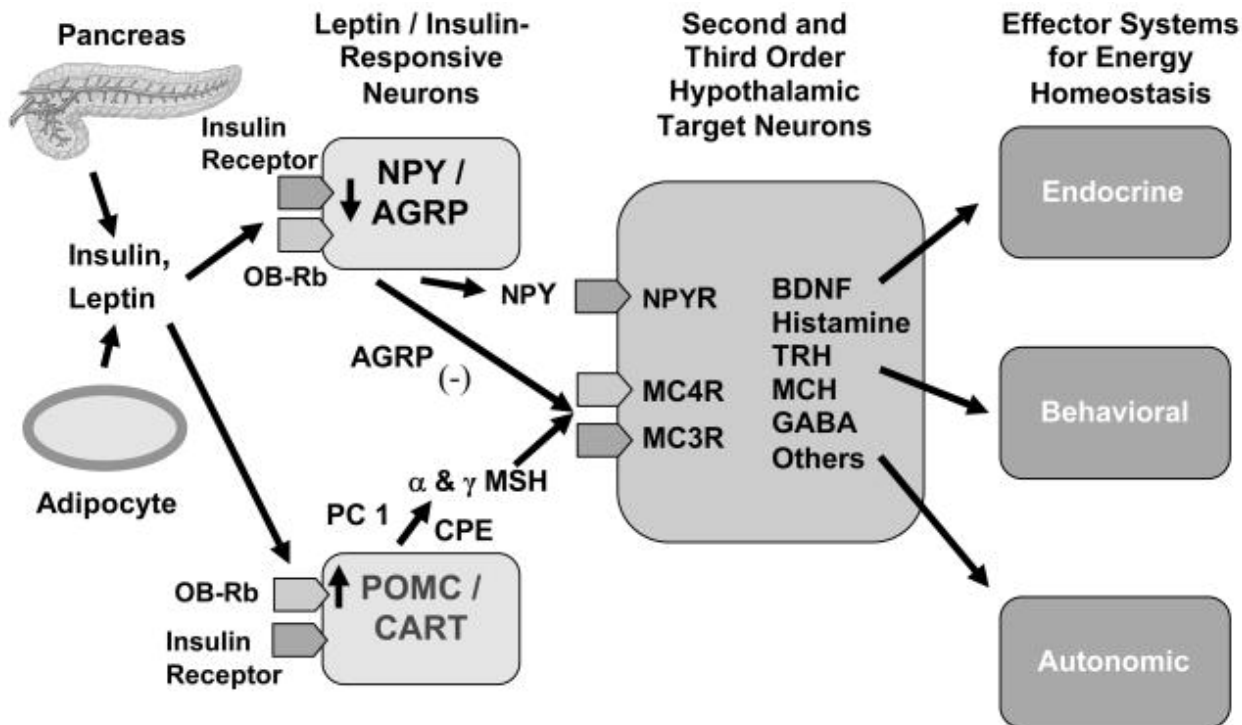 Pancreas
Leptin / Insulin-
Responsive
Neurons
Second and
Third Order
Hypothalamic
Target Neurons
Effector Systems
for Energy
Homeostasis
Insulin
Receptor
NPY /
AGRP
OB-Rb
Insulin,
Leptin
Adipocyte
NPY
AGRP
(-)
α & γ MSH
PC 1
CPE
OB-Rb
Insulin
Receptor
POMC /
CART
NPYR
MC4R
MC3R
BDNF
Histamine
TRH
MCH
GABA
Others
Endocrine
Behavioral
Autonomic